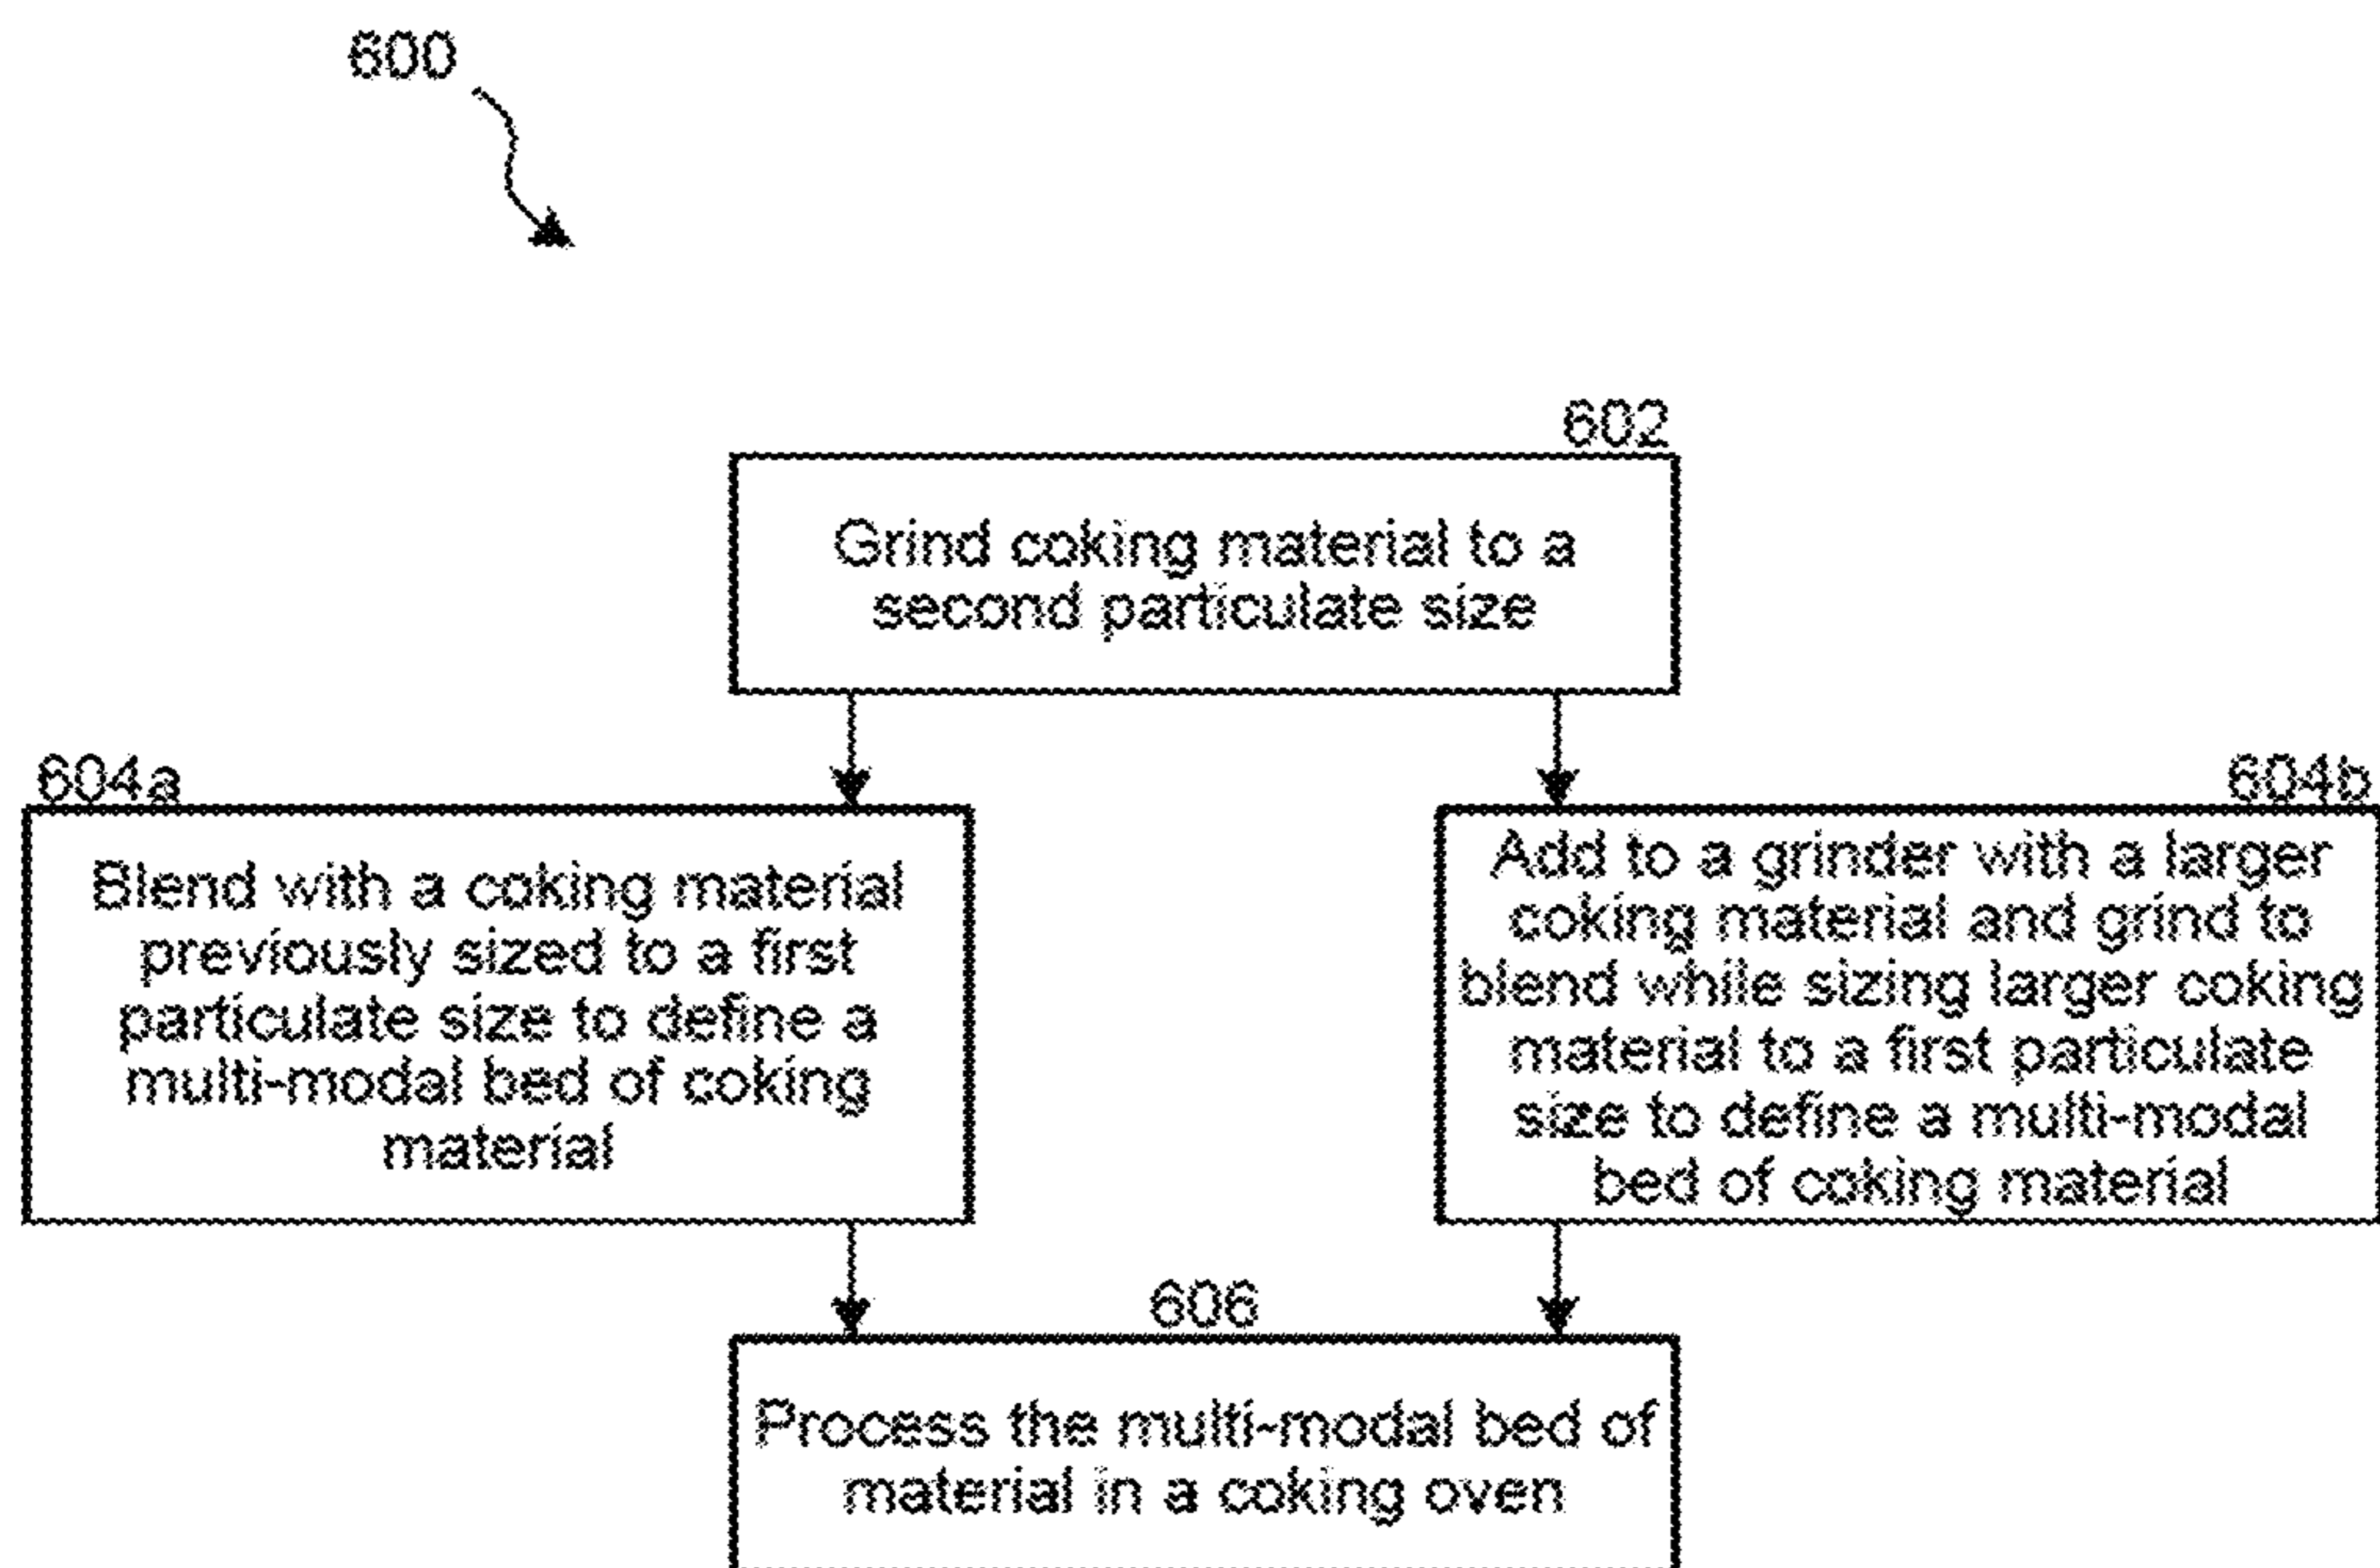 600
602
Grind coking material to a
second particulate size
604a
Blend with a coking material
previously sized to a first
particulate size to define a
multi-modal bed of coking
material
604b
Add to a grinder with a larger
coking material and grind to
blend while sizing larger coking
material to a first particulate
size to define a multi-modal
bed of coking material
606
Process the multi-modal bed of
material in a coking oven